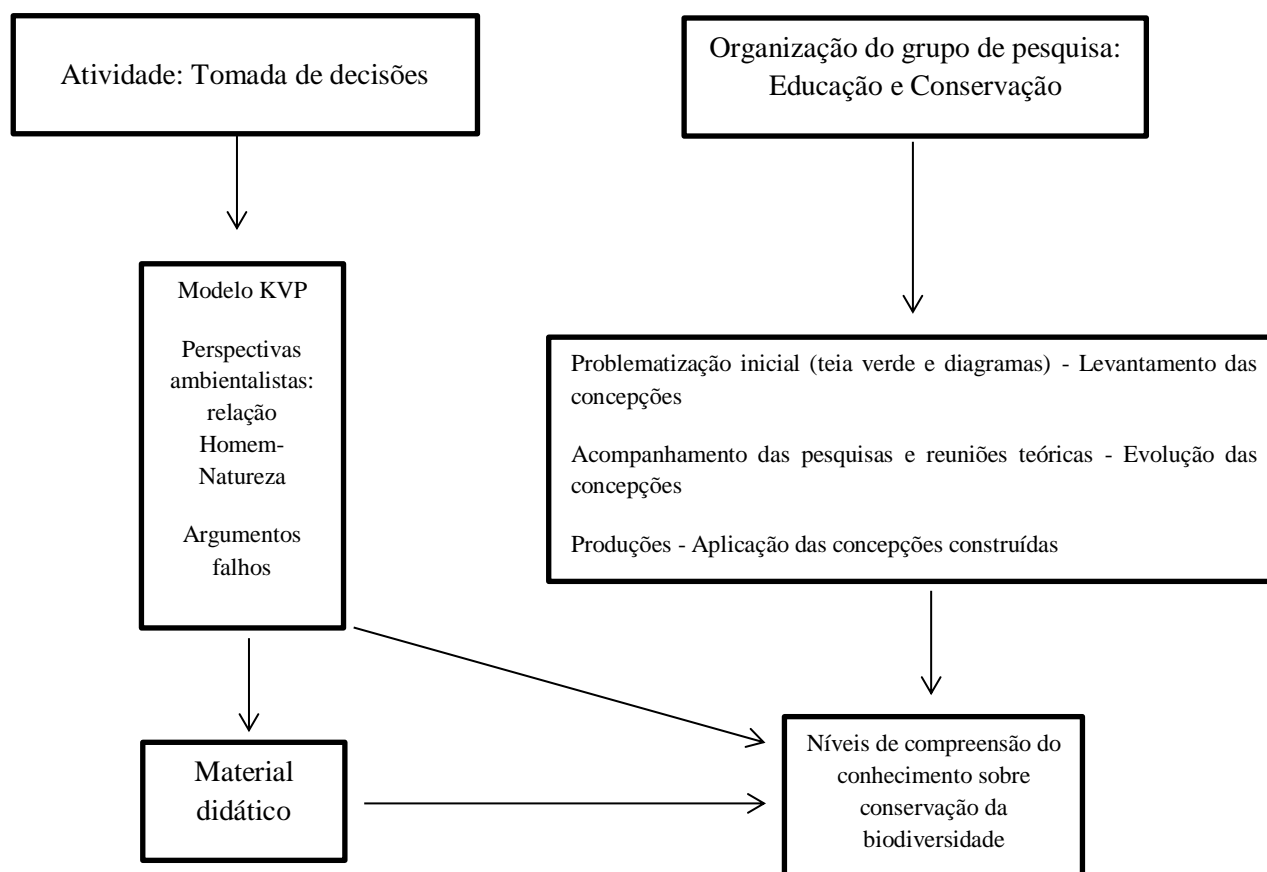 Atividade: Tomada de decisões
Organização do grupo de pesquisa:
Educação e Conservação
Modelo KVP
Perspectivas
ambientalistas:
relação
Homem-
Natureza
Argumentos
falhos
Problematização inicial (teia verde e diagramas) - Levantamento das
concepções
Acompanhamento das pesquisas e reuniões teóricas - Evolução das
concepções
Produções - Aplicação das concepções construídas
Material
didático
Níveis de compreensão do
conhecimento sobre
conservação da
biodiversidade